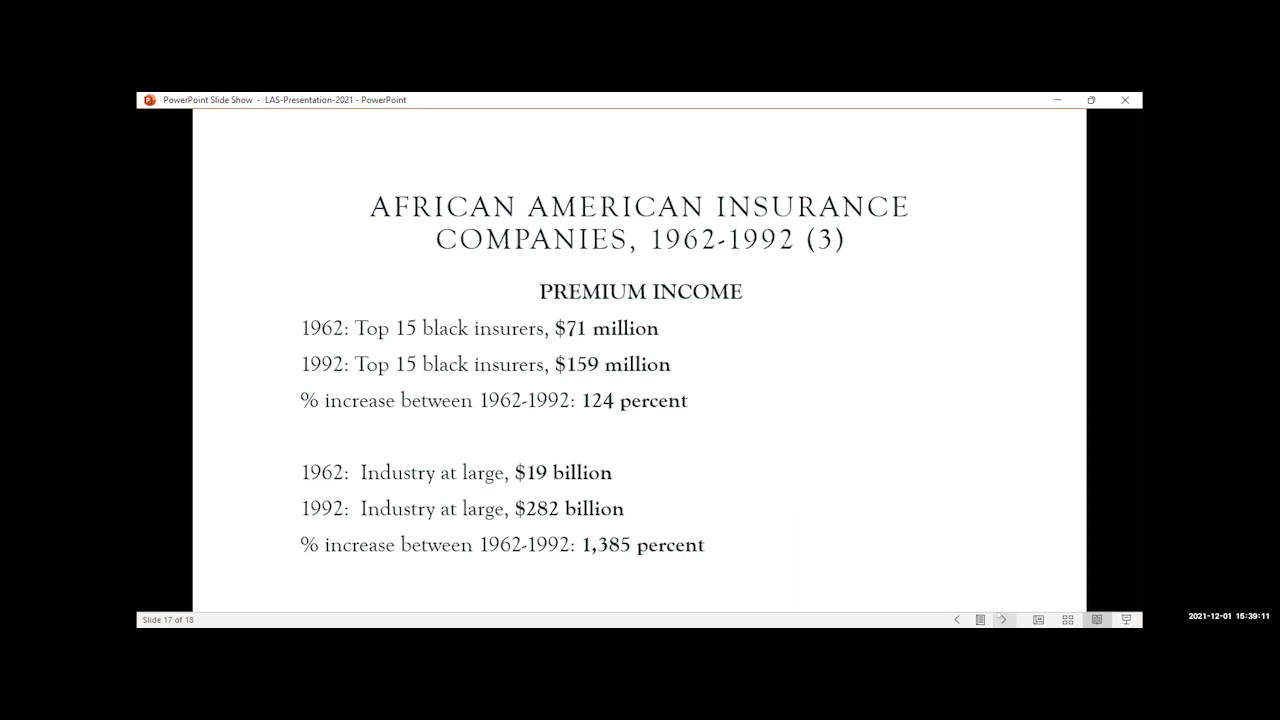 PowerPoint Slide Show - LAS-Presentation-2021 - PowerPoint
AFRICAN AMERICAN INSURANCE
COMPANIES, 1962-1992 (3)
PREMIUM INCOME
1962: Top 15 black insurers, $71 million
1992: Top 15 black insurers, $159 million
% increase between 1962-1992: 124 percent
1962: Industry at large, $19 billion
1992: Industry at large, $282 billion
% increase between 1962-1992: 1,385 percent
Slide 17 of 18
2021-12-01 15:39:11